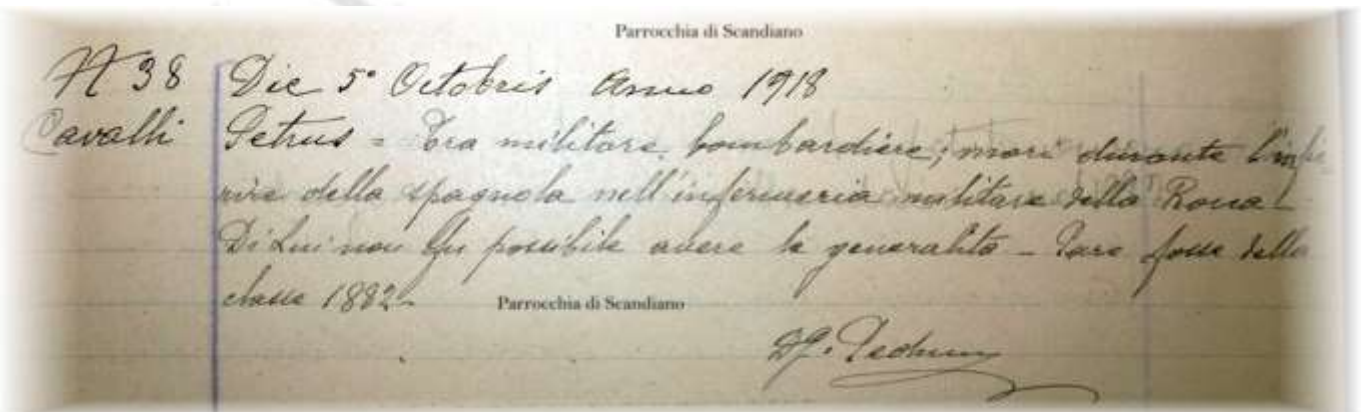 Parrocchia di Scandiano
N 38 Die 5° Octobris Anno 1918
Cavalli Petrus = Era militare bombardiere; morì durante l'infie
rire della spagnola nell'infermeria militare della Rocca -
Di Lui non fu possibile avere le generalità - Pare fosse della
classe 1882 -
Parrocchia di Scandiano